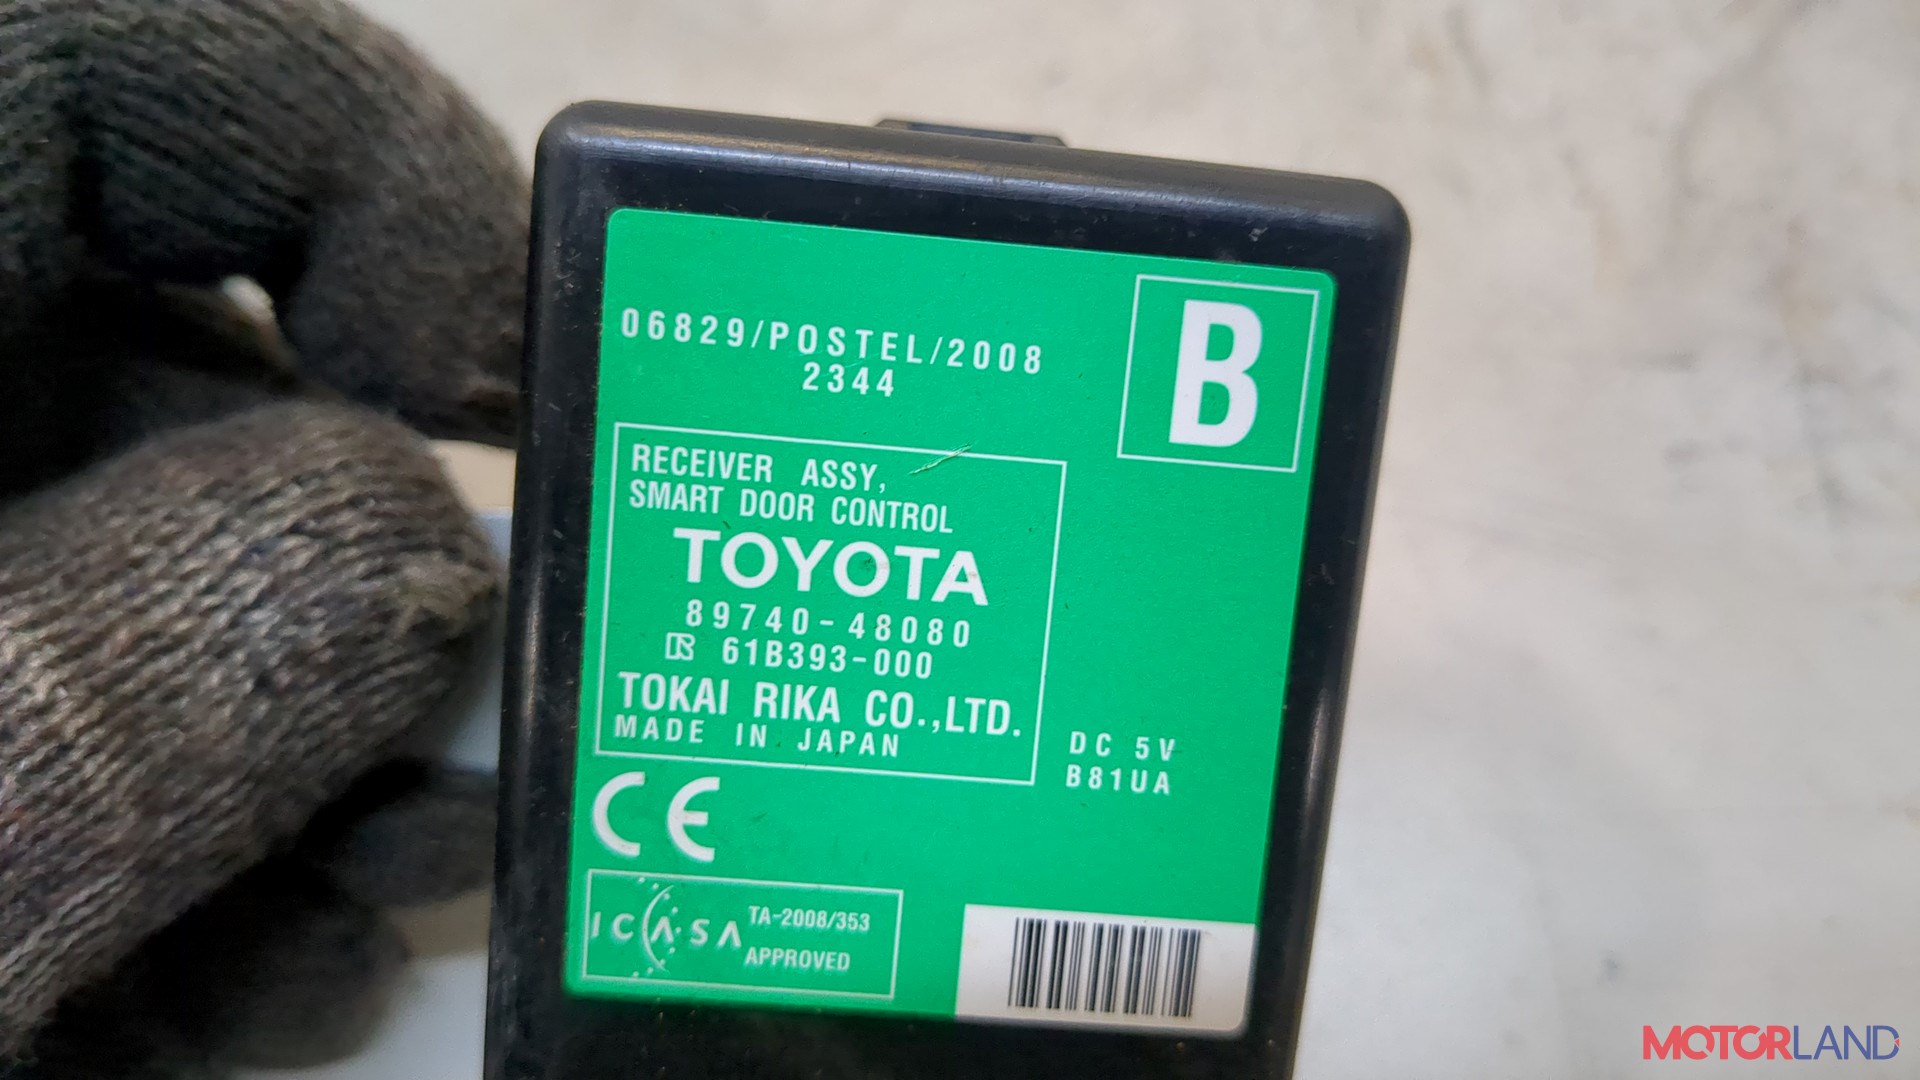 06829/POSTEL/2008
2344
B
RECEIVER ASSY,
SMART DOOR CONTROL
TOYOTA
89740-48080
61B393-000
TOKAI RIKA CO.,LTD.
MADE IN JAPAN
DC 5V
B81UA
CE
ICASA
TA-2008/353
APPROVED
MOTORLAND